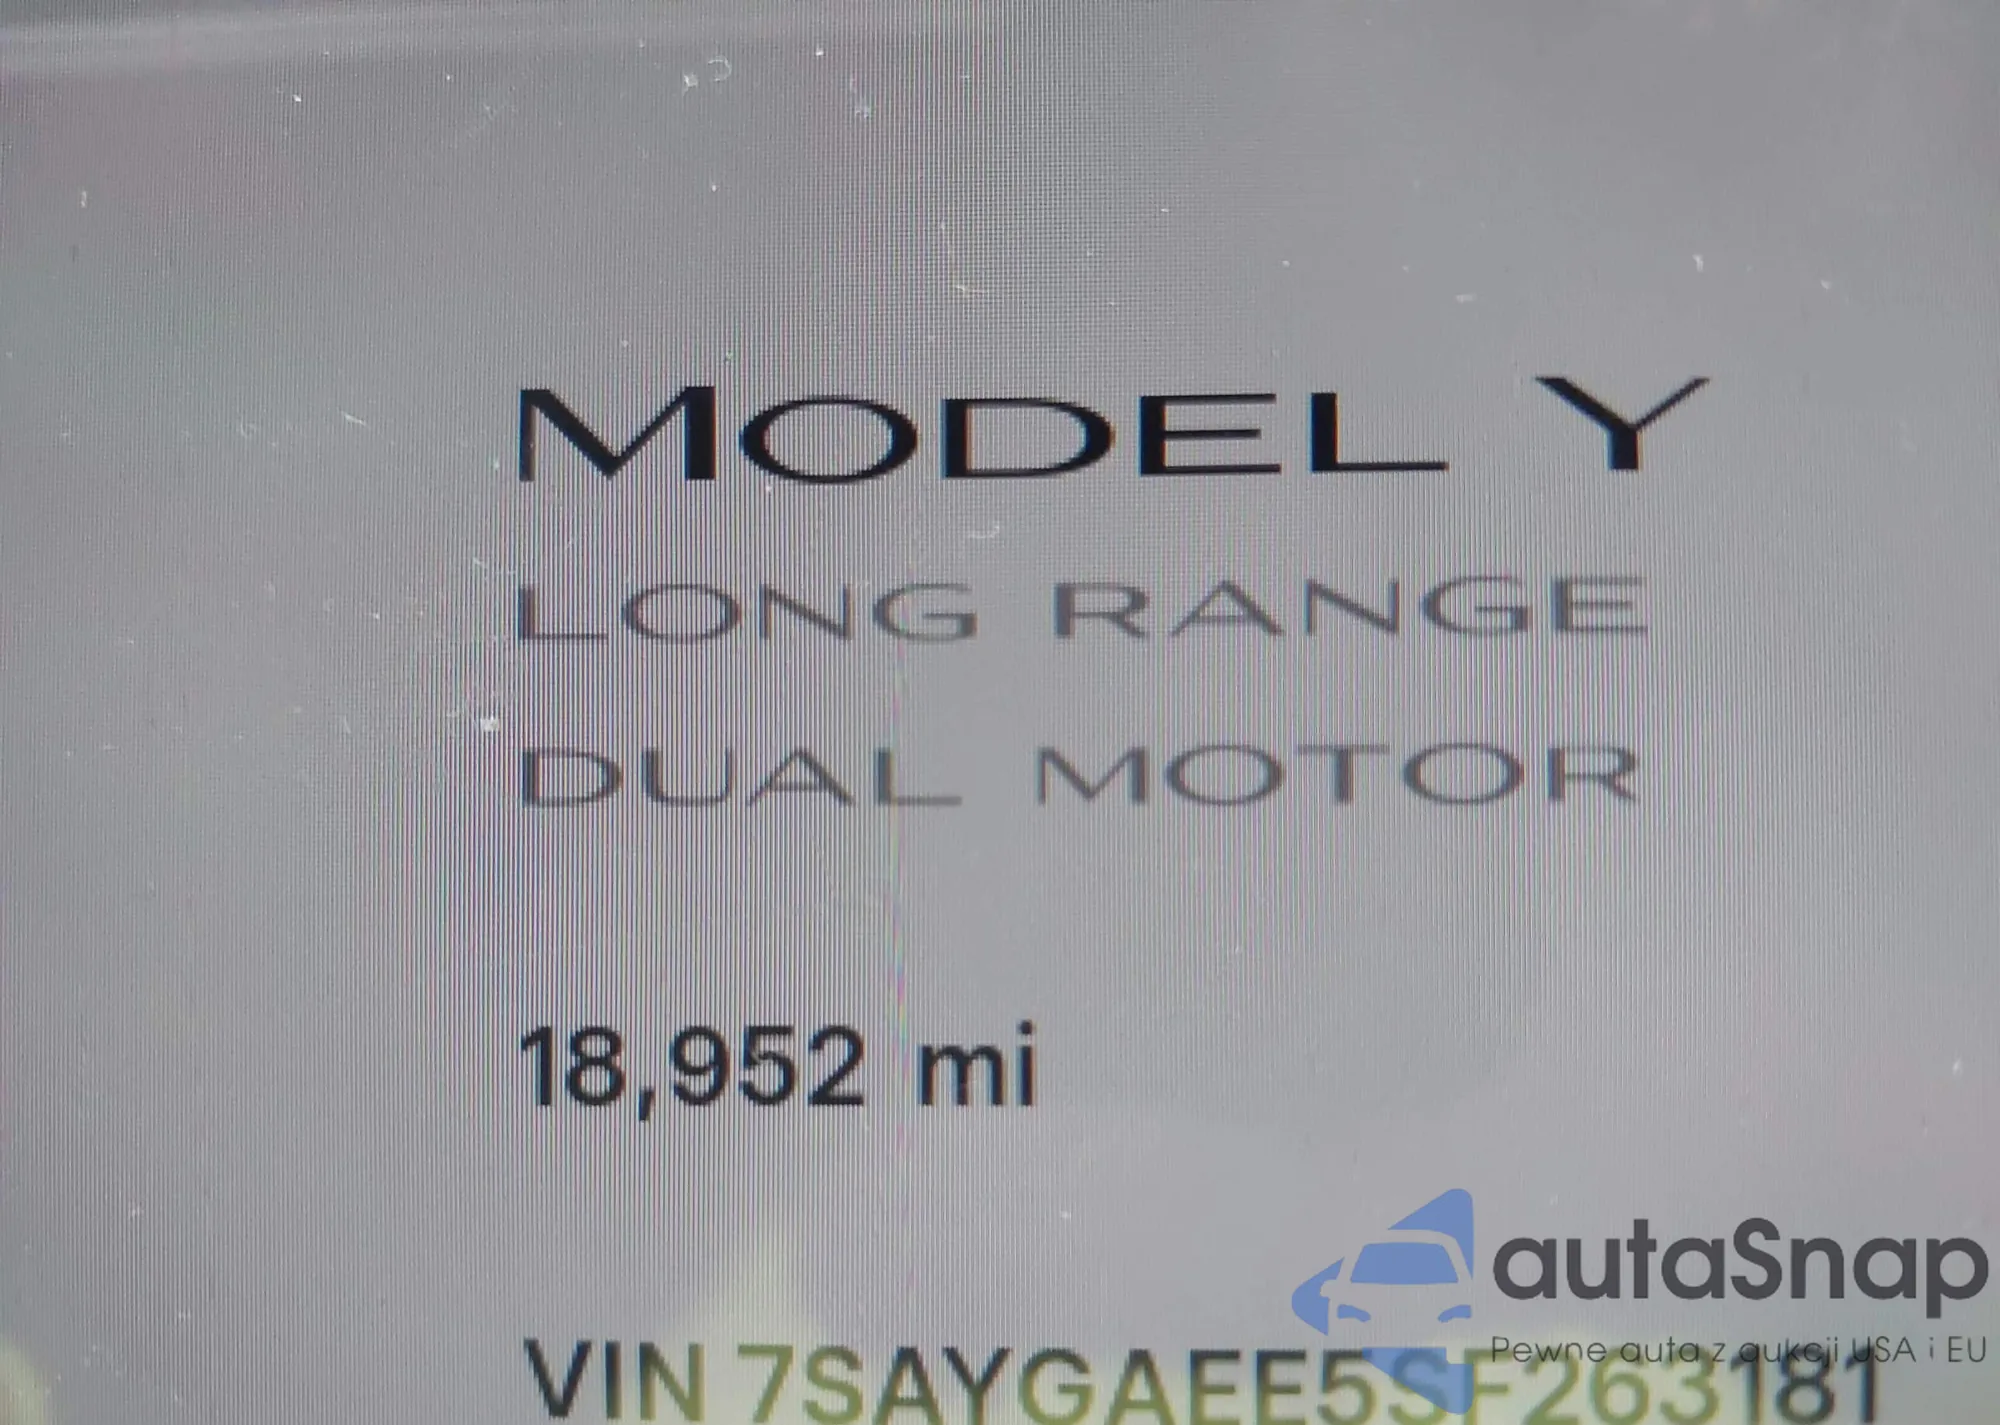 MODEL Y
LONG RANGE
DUAL MOTOR
18,952 mi
autaSnap
Pewne auta z aukcji USA i EU
VIN 7SAYGAEE5SF263181